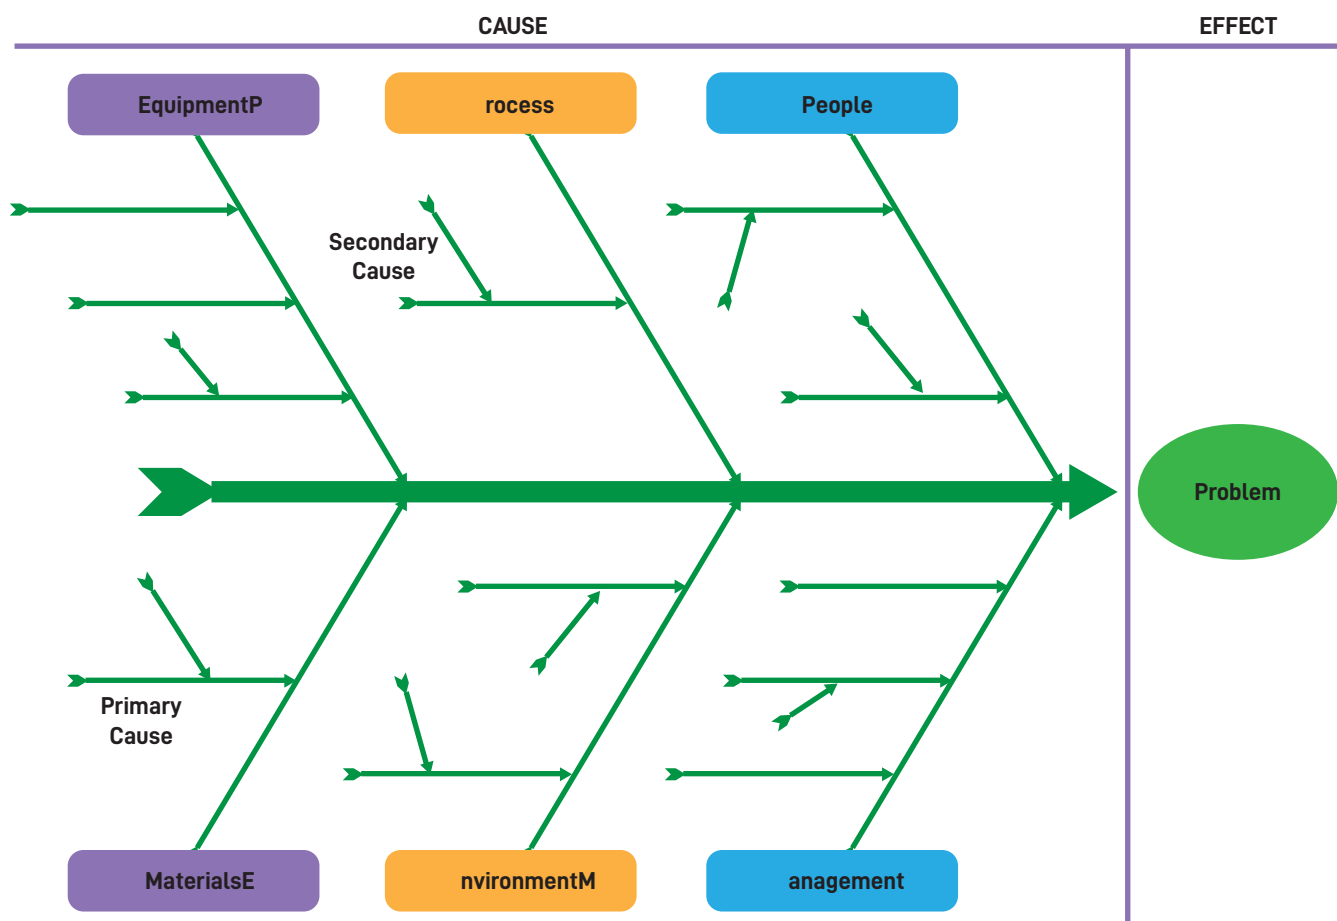 CAUSE
EFFECT
EquipmentP
rocess
People
Secondary
Cause
Problem
Primary
Cause
MaterialsE
nvironmentM
anagement